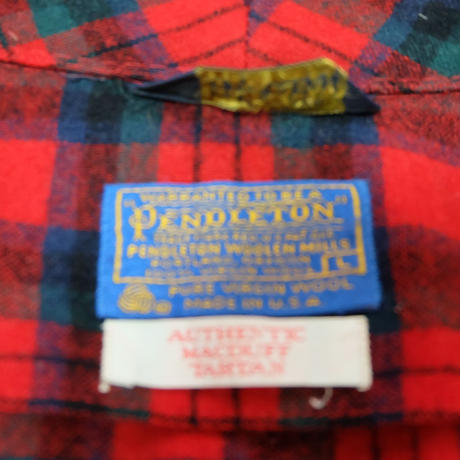 "WARRANTED TO BE A
PENDLETON"
PENDLETON WOOLEN MILLS
PORTLAND, OREGON
PURE VIRGIN WOOL
MADE IN U.S.A.
AUTHENTIC
MACDUFF
TARTAN